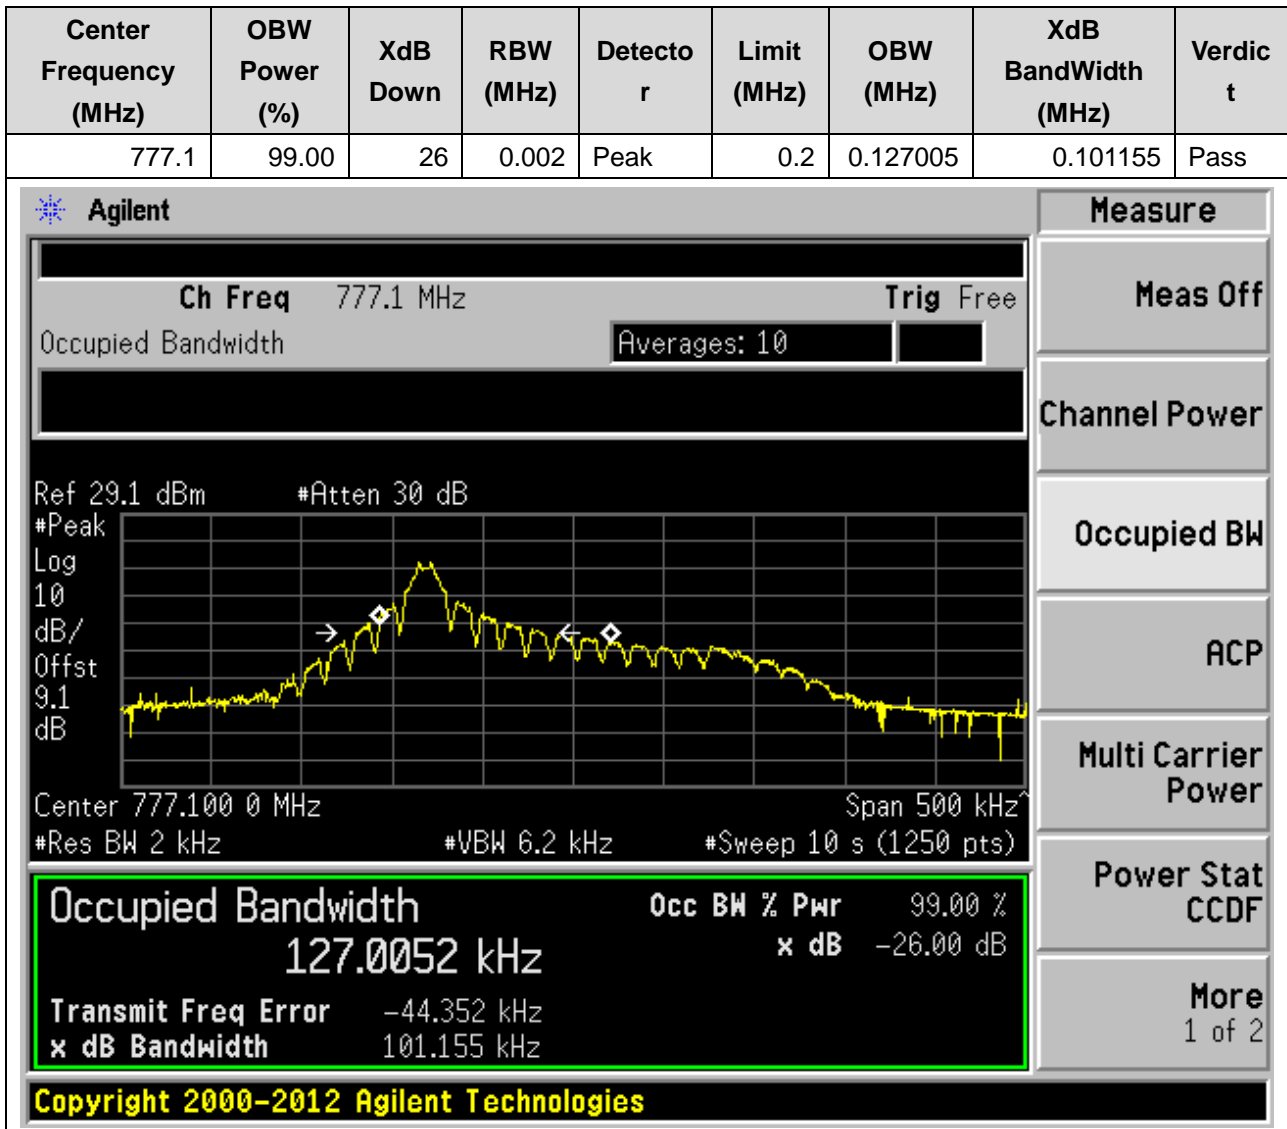 Center Frequency (MHz) OBW Power (%) XdB Down RBW (MHz) Detector Limit (MHz) OBW (MHz) XdB BandWidth (MHz) Verdict
777.1 99.00 26 0.002 Peak 0.2 0.127005 0.101155 Pass
Agilent
Measure
Ch Freq 777.1 MHz Trig Free
Occupied Bandwidth Averages: 10
Ref 29.1 dBm #Atten 30 dB
#Peak
Log
10
dB/
Offst
9.1
dB
Center 777.100 0 MHz Span 500 kHz^
#Res BW 2 kHz #VBW 6.2 kHz #Sweep 10 s (1250 pts)
Occupied Bandwidth Occ BW % Pwr 99.00 %
127.0052 kHz x dB -26.00 dB
Transmit Freq Error -44.352 kHz
x dB Bandwidth 101.155 kHz
Copyright 2000-2012 Agilent Technologies
Meas Off
Channel Power
Occupied BW
ACP
Multi Carrier
Power
Power Stat
CCDF
More
1 of 2